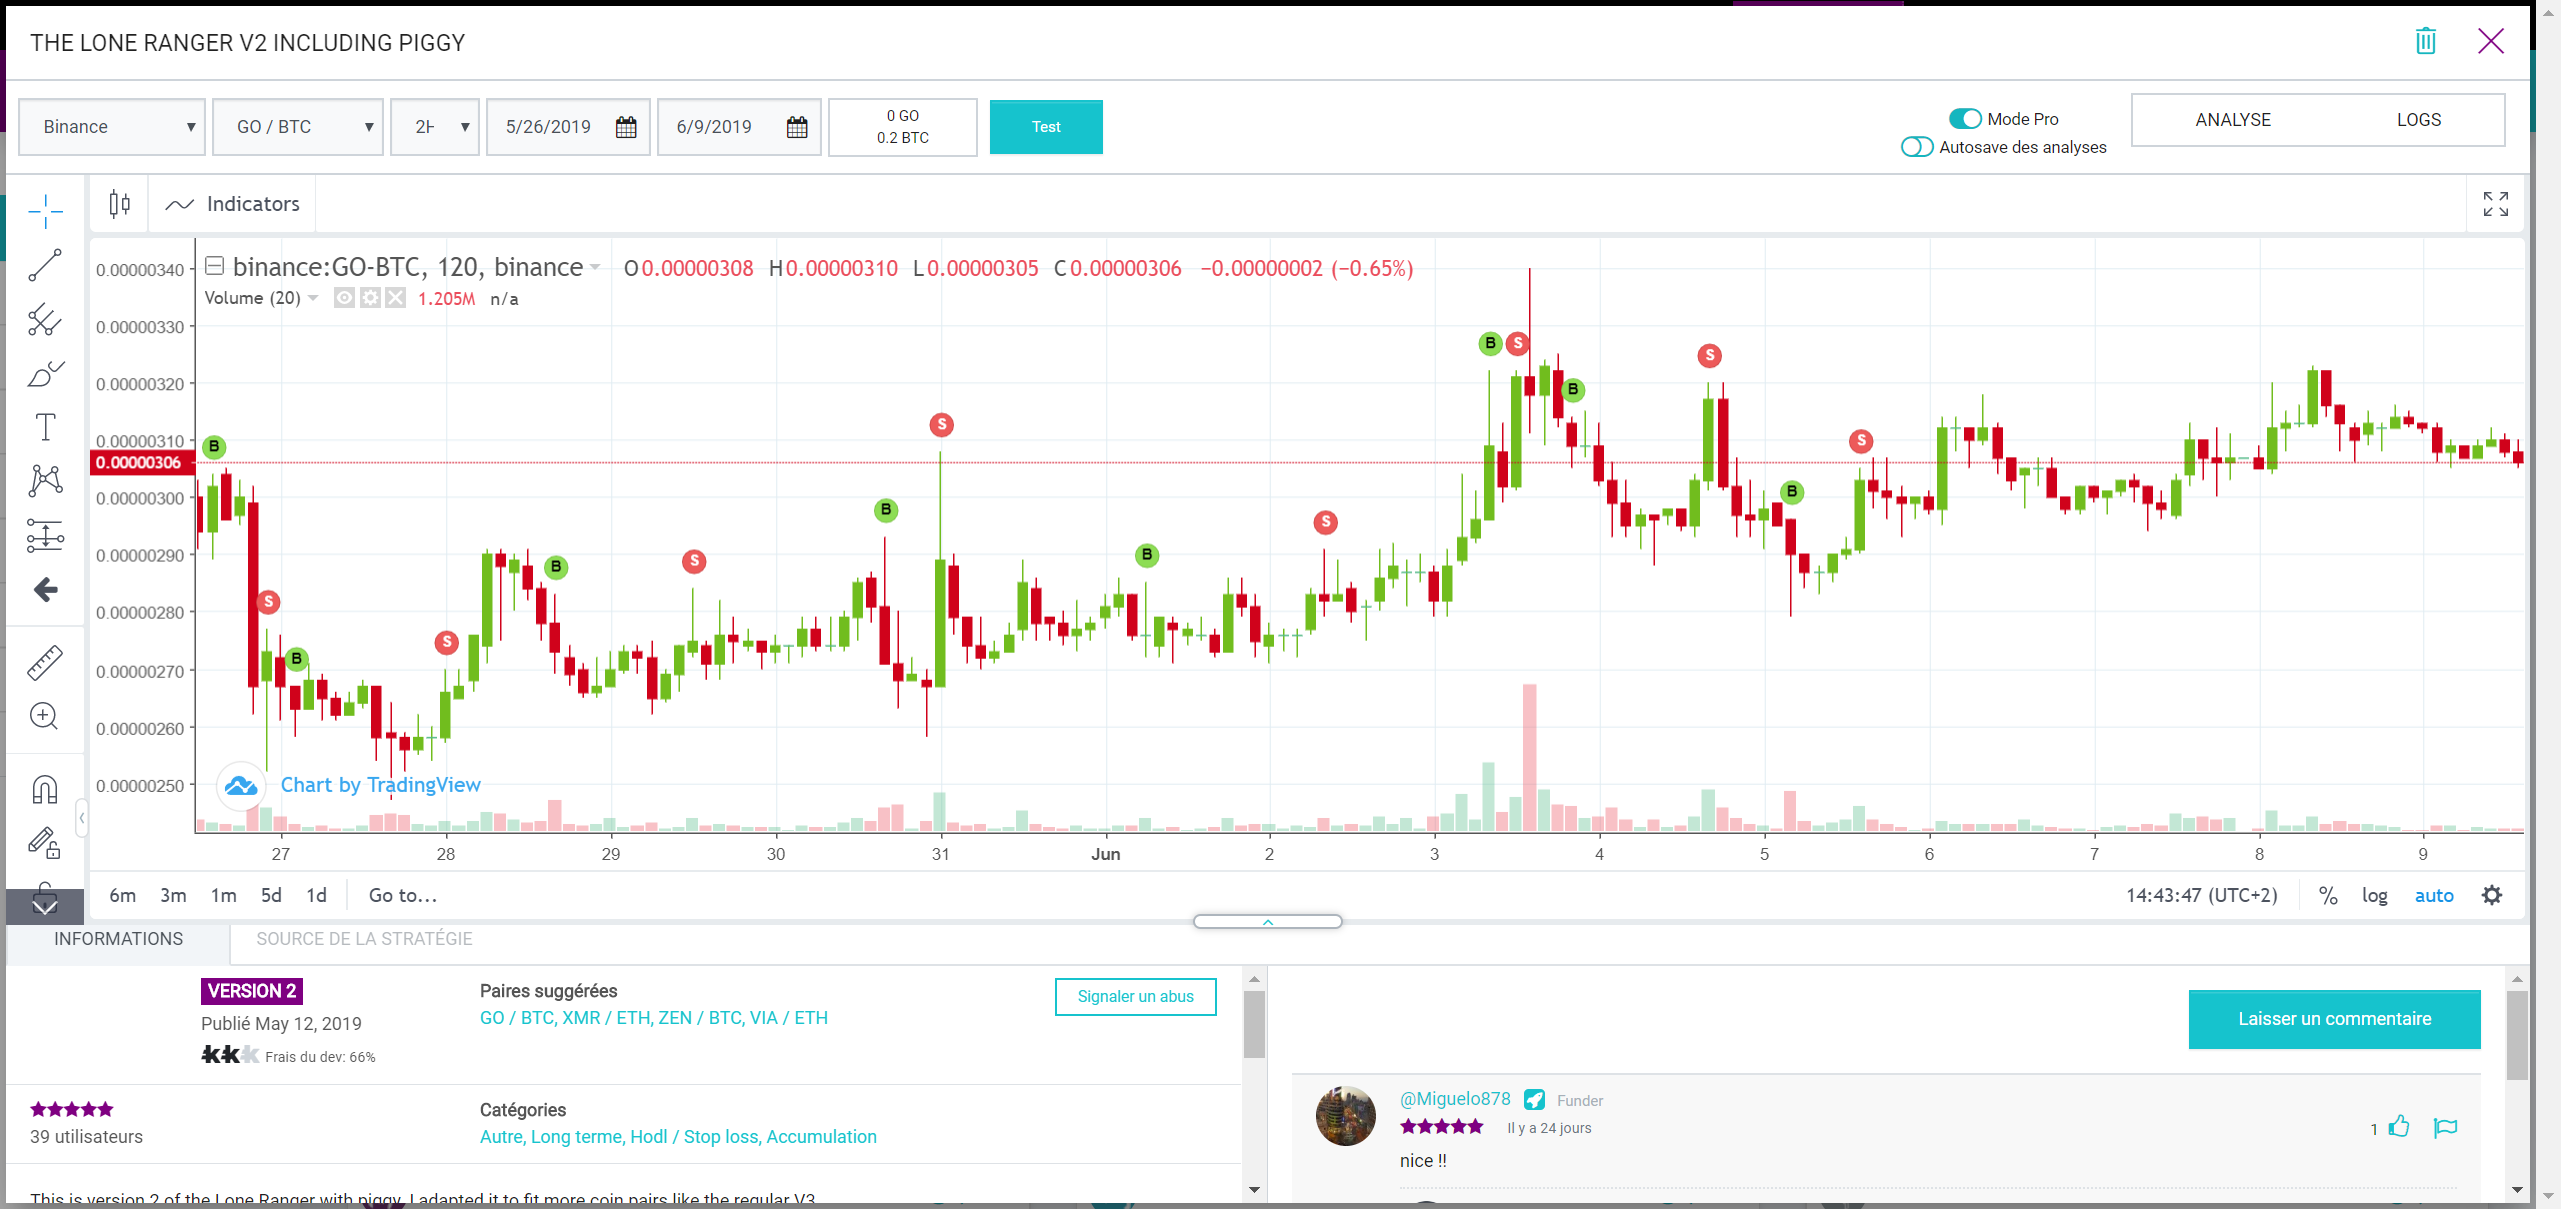 THE LONE RANGER V2 INCLUDING PIGGY
Binance
GO / BTC
2H
5/26/2019
6/9/2019
0 GO
0.2 BTC
Test
Mode Pro
Autosave des analyses
ANALYSE
LOGS
Indicators
binance:GO-BTC, 120, binance
O0.00000308 H0.00000310 L0.00000305 C0.00000306 −0.00000002 (−0.65%)
Volume (20) 1.205M n/a
0.00000340
0.00000330
0.00000320
0.00000310
0.00000306
0.00000300
0.00000290
0.00000280
0.00000270
0.00000260
0.00000250
B
S
B
S
B
S
B
S
B
S
B
S
B
S
B
S
Chart by TradingView
27 28 29 30 31 Jun 2 3 4 5 6 7 8 9
6m 3m 1m 5d 1d Go to...
14:43:47 (UTC+2) % log auto
INFORMATIONS
SOURCE DE LA STRATÉGIE
VERSION 2
Publié May 12, 2019
Frais du dev: 66%
Paires suggérées
GO / BTC, XMR / ETH, ZEN / BTC, VIA / ETH
Signaler un abus
39 utilisateurs
Catégories
Autre, Long terme, Hodl / Stop loss, Accumulation
This is version 2 of the Lone Ranger with piggy. I adapted it to fit more coin pairs like the regular V3
Laisser un commentaire
@Miguelo878 Funder
Il y a 24 jours
1
nice !!